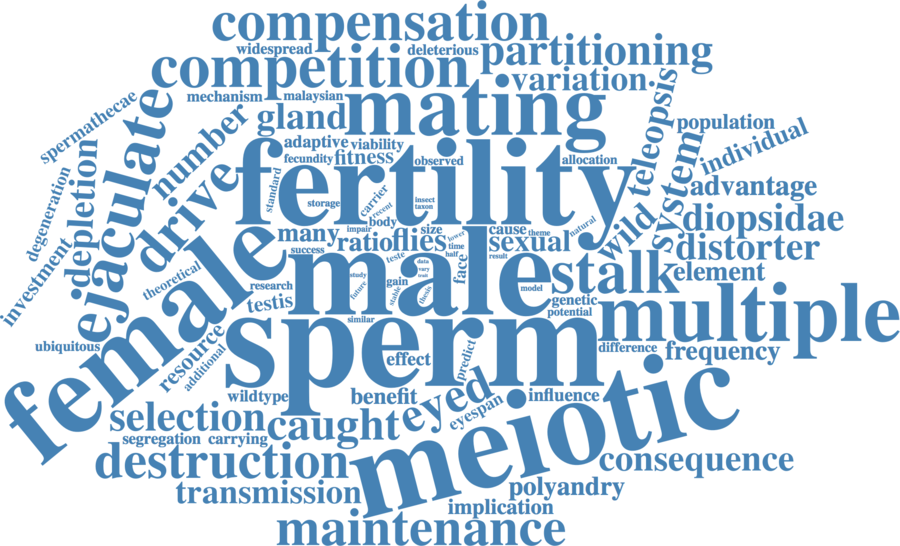 compensation
widespread
deleterious
partitioning
competition
variation
mechanism
malaysian
mating
gland
spermathecae
ejaculate
number
teleopsis
population
adaptive
viability
individual
fecundity
fitness
observed
allocation
fertility
system
depletion
degeneration
drive
standard
storage
carrier
recent
insect
taxon
advantage
wild
diopsidae
investment
female
many
impair
body
size
lower
cause
theme
natural
ratio
flies
sexual
distorter
success
teste
time
half
result
male
face
stalk
element
theoretical
research
study
data
vary
trait
gain
future
stable
thesis
model
genetic
testis
potential
multiple
similar
sperm
ubiquitous
resource
additional
effect
predict
difference
frequency
wildtype
benefit
eyed
eyespan
influence
selection
caught
meiotic
segregation
carrying
destruction
consequence
transmission
polyandry
implication
maintenance